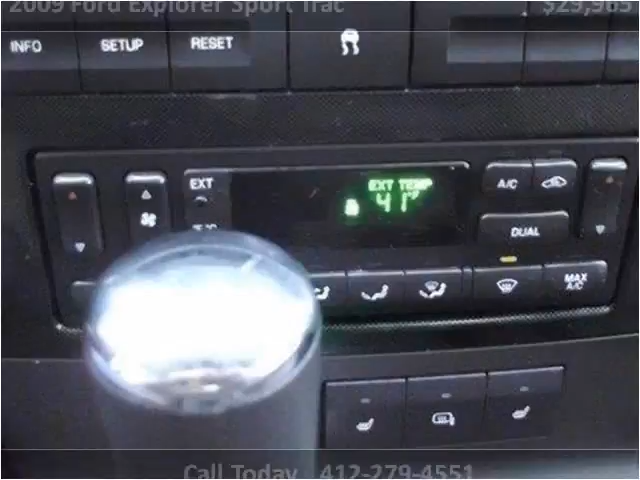 2009 Ford Explorer Sport Trac $29,965
INFO SETUP RESET
EXT
EXT TEMP
41°F
A/C
DUAL
MAX
A/C
Call Today 412-279-4551